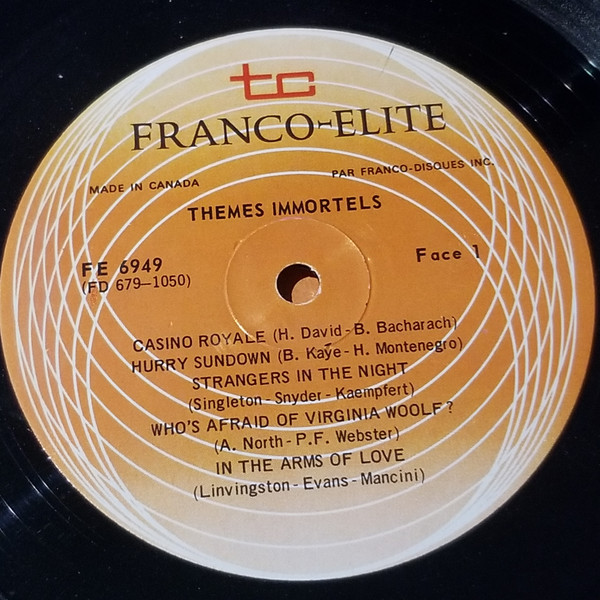 tc
FRANCO-ELITE
MADE IN CANADA
PAR FRANCO-DISQUES INC.
THEMES IMMORTELS
FE 6949
(FD 679-1050)
Face 1
CASINO ROYALE (H. David - B. Bacharach)
HURRY SUNDOWN (B. Kaye - H. Montenegro)
STRANGERS IN THE NIGHT
(Singleton - Snyder - Kaempfert)
WHO'S AFRAID OF VIRGINIA WOOLF?
(A. North - P.F. Webster)
IN THE ARMS OF LOVE
(Linvingston - Evans - Mancini)